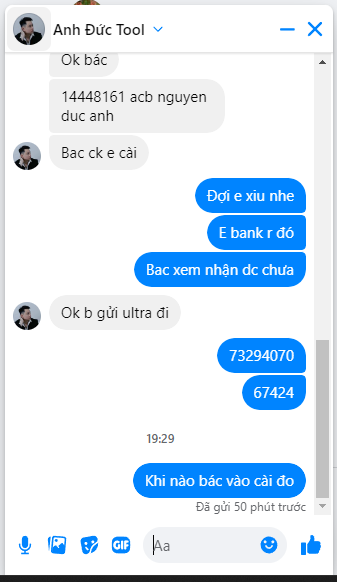 Anh Đức Tool
Ok bác
14448161 acb nguyen
duc anh
Bac ck e cài
Đợi e xiu nhe
E bank r đó
Bac xem nhận dc chưa
Ok b gửi ultra đi
73294070
67424
19:29
Khi nào bác vào cài đo
Đã gửi 50 phút trước
GIF
Aa